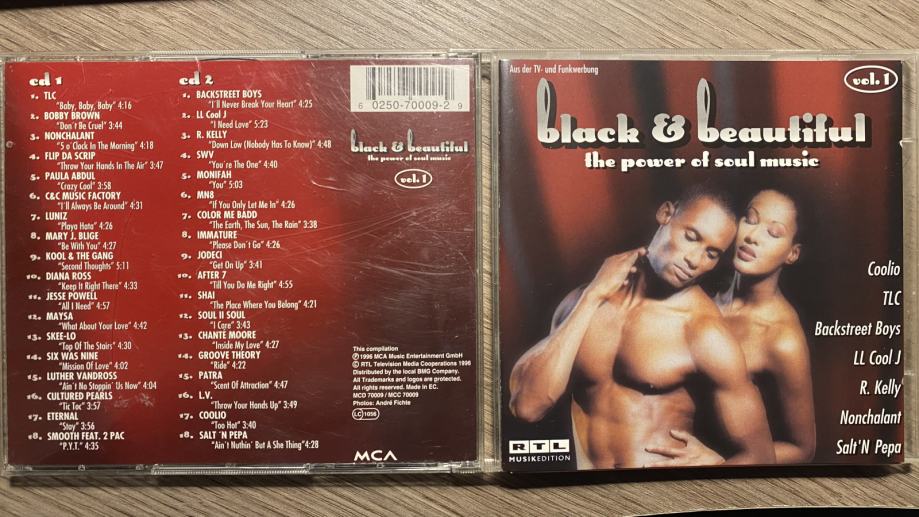 cd 1
1. TLC
"Baby, Baby, Baby" 4:16
2. BOBBY BROWN
"Don't Be Cruel" 3:44
3. NONCHALANT
"5 o'Clock In The Morning" 4:18
4. FLIP DA SCRIP
"Throw Your Hands In The Air" 3:47
5. PAULA ABDUL
"Crazy Cool" 3:58
6. C&C MUSIC FACTORY
"I'll Always Be Around" 4:31
7. LUNIZ
"Playa Hata" 4:26
8. MARY J. BLIGE
"Be With You" 4:27
9. KOOL & THE GANG
"Second Thoughts" 5:11
10. DIANA ROSS
"Keep It Right There" 4:33
11. JESSE POWELL
"All I Need" 4:57
12. MAYSA
"What About Your Love" 4:42
13. SKEE-LO
"Top Of The Stairs" 4:30
14. SIX WAS NINE
"Mission Of Love" 4:02
15. LUTHER VANDROSS
"Ain't No Stoppin' Us Now" 4:04
16. CULTURED PEARLS
"Tic Toc" 3:57
17. ETERNAL
"Stay" 3:56
18. SMOOTH FEAT. 2 PAC
"P.Y.T." 4:35
cd 2
1. BACKSTREET BOYS
"I'll Never Break Your Heart" 4:25
2. LL COOL J
"I Need Love" 5:23
3. R. KELLY
"Down Low (Nobody Has To Know)" 4:48
4. SWV
"You're The One" 4:40
5. MONIFAH
"You" 5:03
6. MN8
"If You Only Let Me In" 4:26
7. COLOR ME BADD
"The Earth, The Sun, The Rain" 3:38
8. IMMATURE
"Please Don't Go" 4:26
9. JODECI
"Get On Up" 3:41
10. AFTER 7
"Till You Do Me Right" 4:55
11. SHAI
"The Place Where You Belong" 4:21
12. SOUL II SOUL
"I Care" 3:43
13. CHANTE MOORE
"Inside My Love" 4:27
14. GROOVE THEORY
"Ride" 4:22
15. PATRA
"Scent Of Attraction" 4:47
16. L.V.
"Throw Your Hands Up" 3:49
17. COOLIO
"Too Hot" 3:40
18. SALT 'N PEPA
"Ain't Nuthin' But A She Thing" 4:28
6 0250-70009-2 9
black & beautiful
the power of soul music
vol. 1
This compilation
Ⓟ 1996 MCA Music Entertainment GmbH
© RTL Television Media Cooperations 1996
Distributed by the local BMG Company.
All Trademarks and logos are protected.
All rights reserved. Made in EC.
MCD 70009 / MCC 70009
Photos: André Fichte
LC 1056
MCA
Aus der TV- und Funkwerbung
vol. 1
black & beautiful
the power of soul music
Coolio
TLC
Backstreet Boys
LL Cool J
R. Kelly
Nonchalant
Salt'N Pepa
RTL
MUSIKEDITION